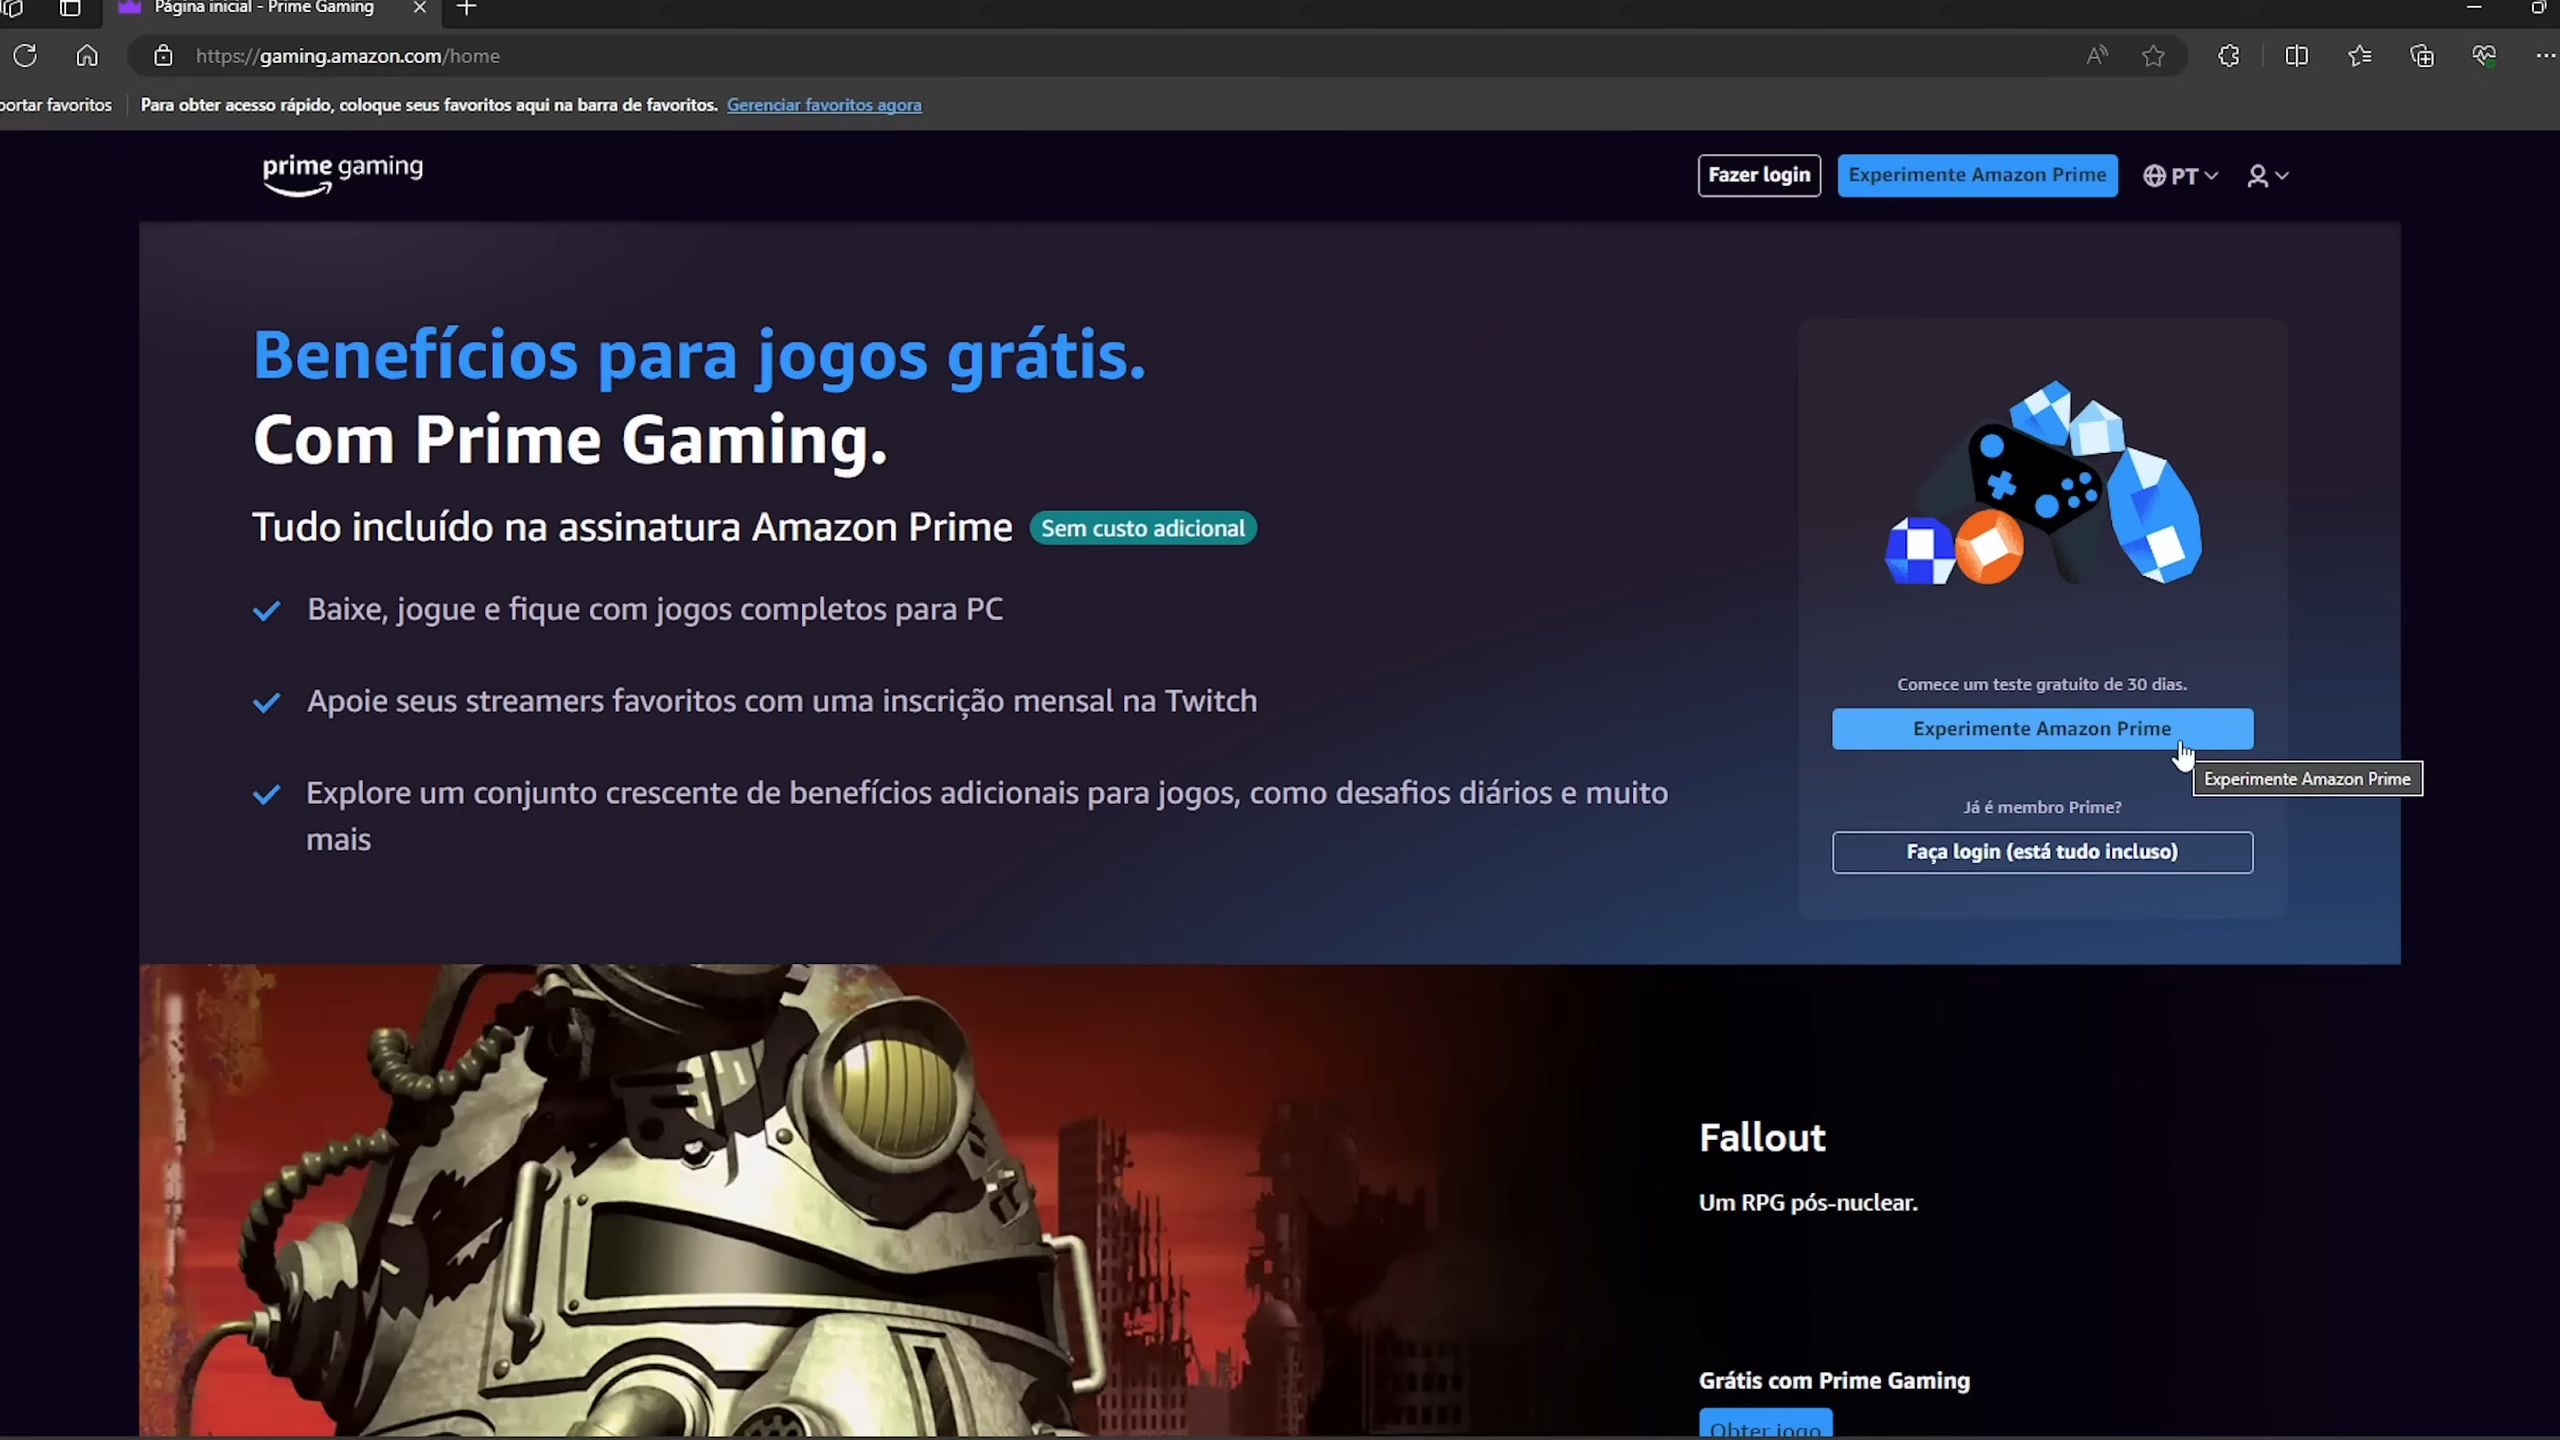 Página inicial - Prime Gaming
https://gaming.amazon.com/home
portar favoritos
Para obter acesso rápido, coloque seus favoritos aqui na barra de favoritos. Gerenciar favoritos agora
prime gaming
Fazer login
Experimente Amazon Prime
PT
Benefícios para jogos grátis.
Com Prime Gaming.
Tudo incluído na assinatura Amazon Prime Sem custo adicional
Baixe, jogue e fique com jogos completos para PC
Apoie seus streamers favoritos com uma inscrição mensal na Twitch
Explore um conjunto crescente de benefícios adicionais para jogos, como desafios diários e muito
mais
Comece um teste gratuito de 30 dias.
Experimente Amazon Prime
Experimente Amazon Prime
Já é membro Prime?
Faça login (está tudo incluso)
Fallout
Um RPG pós-nuclear.
Grátis com Prime Gaming
Obter jogo